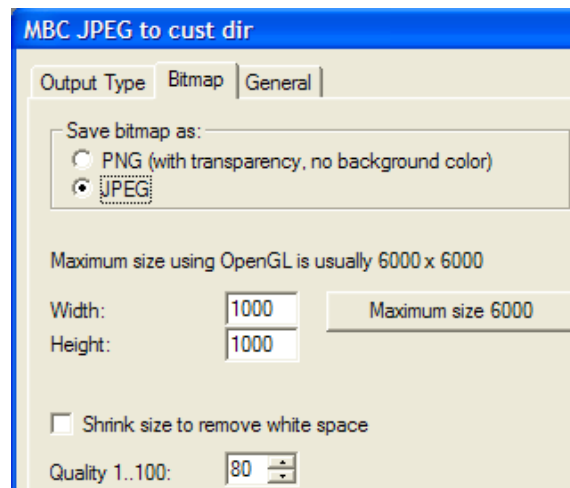 MBC JPEG to cust dir
Output Type Bitmap General
Save bitmap as:
PNG (with transparency, no background color)
JPEG
Maximum size using OpenGL is usually 6000 x 6000
Width: 1000 Maximum size 6000
Height: 1000
Shrink size to remove white space
Quality 1..100: 80